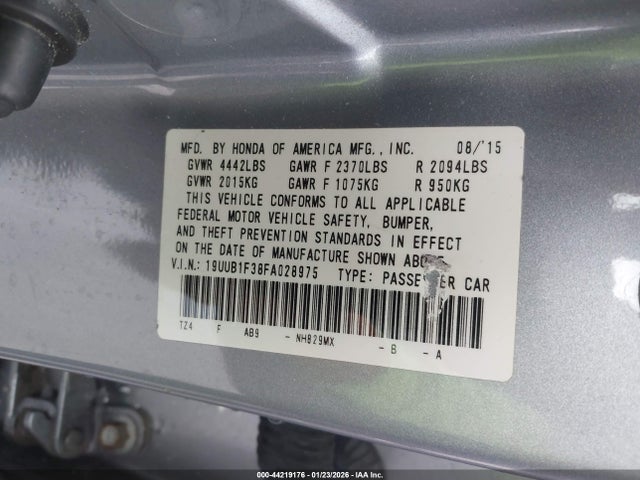 MFD. BY HONDA OF AMERICA MFG., INC. 08/'15
GVWR 4442LBS GAWR F 2370LBS R 2094LBS
GVWR 2015KG GAWR F 1075KG R 950KG
THIS VEHICLE CONFORMS TO ALL APPLICABLE
FEDERAL MOTOR VEHICLE SAFETY, BUMPER,
AND THEFT PREVENTION STANDARDS IN EFFECT
ON THE DATE OF MANUFACTURE SHOWN ABOVE.
V.I.N.: 19UUB1F38FA028975 TYPE: PASSENGER CAR
TZ4 F AB9 - NH829MX - B - A
000-44219176 - 01/23/2026 - IAA Inc.